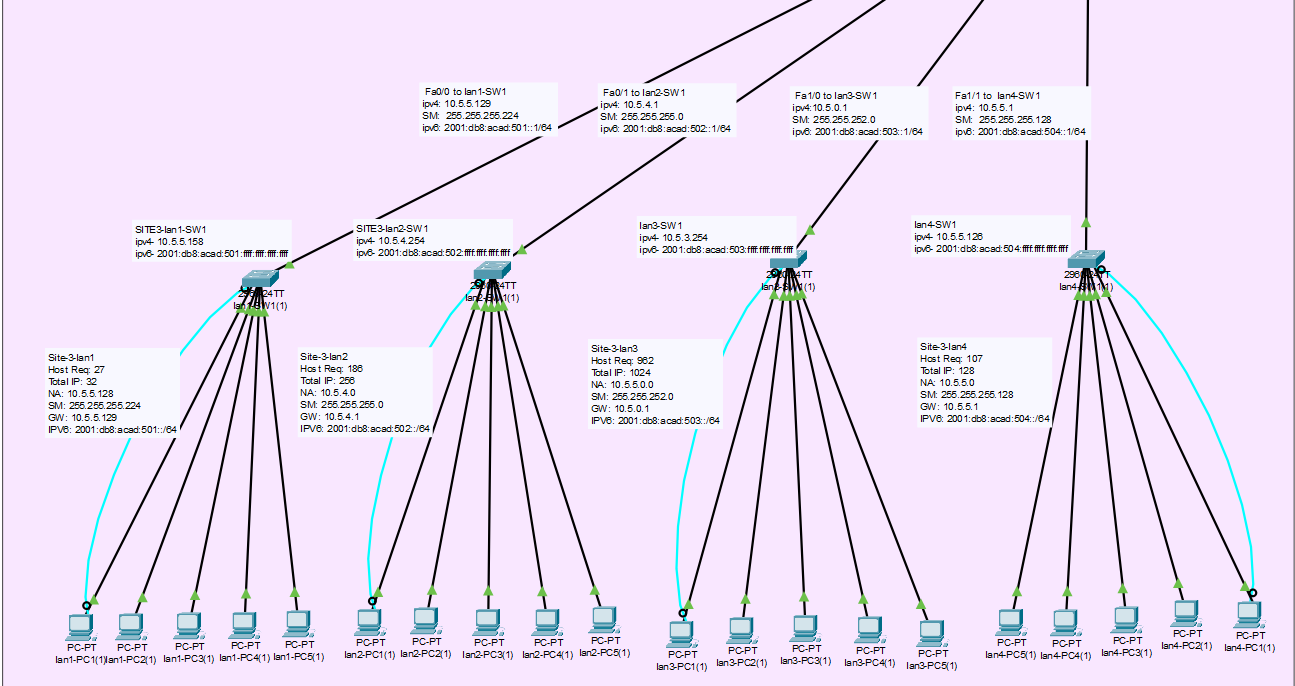 Fa0/0 to lan1-SW1
ipv4: 10.5.5.129
SM: 255.255.255.224
ipv6: 2001:db8:acad:501::1/64
Fa0/1 to lan2-SW1
ipv4: 10.5.4.1
SM: 255.255.255.0
ipv6: 2001:db8:acad:502::1/64
Fa1/0 to lan3-SW1
ipv4:10.5.0.1
SM: 255.255.252.0
ipv6: 2001:db8:acad:503::1/64
Fa1/1 to lan4-SW1
ipv4: 10.5.5.1
SM: 255.255.255.128
ipv6: 2001:db8:acad:504::1/64
SITE3-lan1-SW1
ipv4- 10.5.5.158
ipv6- 2001:db8:acad:501:ffff:ffff:ffff:ffff
SITE3-lan2-SW1
ipv4- 10.5.4.254
ipv6- 2001:db8:acad:502:ffff:ffff:ffff:ffff
lan3-SW1
ipv4- 10.5.3.254
ipv6- 2001:db8:acad:503:ffff:ffff:ffff:ffff
lan4-SW1
ipv4- 10.5.5.126
ipv6- 2001:db8:acad:504:ffff:ffff:ffff:ffff
2960-24TT
lan1-SW1(1)
2960-24TT
lan2-SW1(1)
2960-24TT
lan3-SW1(1)
2960-24TT
lan4-SW1(1)
Site-3-lan1
Host Req: 27
Total IP: 32
NA: 10.5.5.128
SM: 255.255.255.224
GW: 10.5.5.129
IPV6: 2001:db8:acad:501::/64
Site-3-lan2
Host Req: 186
Total IP: 256
NA: 10.5.4.0
SM: 255.255.255.0
GW: 10.5.4.1
IPV6: 2001:db8:acad:502::/64
Site-3-lan3
Host Req: 962
Total IP: 1024
NA: 10.5.5.0.0
SM: 255.255.252.0
GW: 10.5.0.1
IPV6: 2001:db8:acad:503::/64
Site-3-lan4
Host Req: 107
Total IP: 128
NA: 10.5.5.0
SM: 255.255.255.128
GW: 10.5.5.1
IPV6: 2001:db8:acad:504::/64
PC-PT
lan1-PC1(1)
PC-PT
lan1-PC2(1)
PC-PT
lan1-PC3(1)
PC-PT
lan1-PC4(1)
PC-PT
lan1-PC5(1)
PC-PT
lan2-PC1(1)
PC-PT
lan2-PC2(1)
PC-PT
lan2-PC3(1)
PC-PT
lan2-PC4(1)
PC-PT
lan2-PC5(1)
PC-PT
lan3-PC1(1)
PC-PT
lan3-PC2(1)
PC-PT
lan3-PC3(1)
PC-PT
lan3-PC4(1)
PC-PT
lan3-PC5(1)
PC-PT
lan4-PC5(1)
PC-PT
lan4-PC4(1)
PC-PT
lan4-PC3(1)
PC-PT
lan4-PC2(1)
PC-PT
lan4-PC1(1)